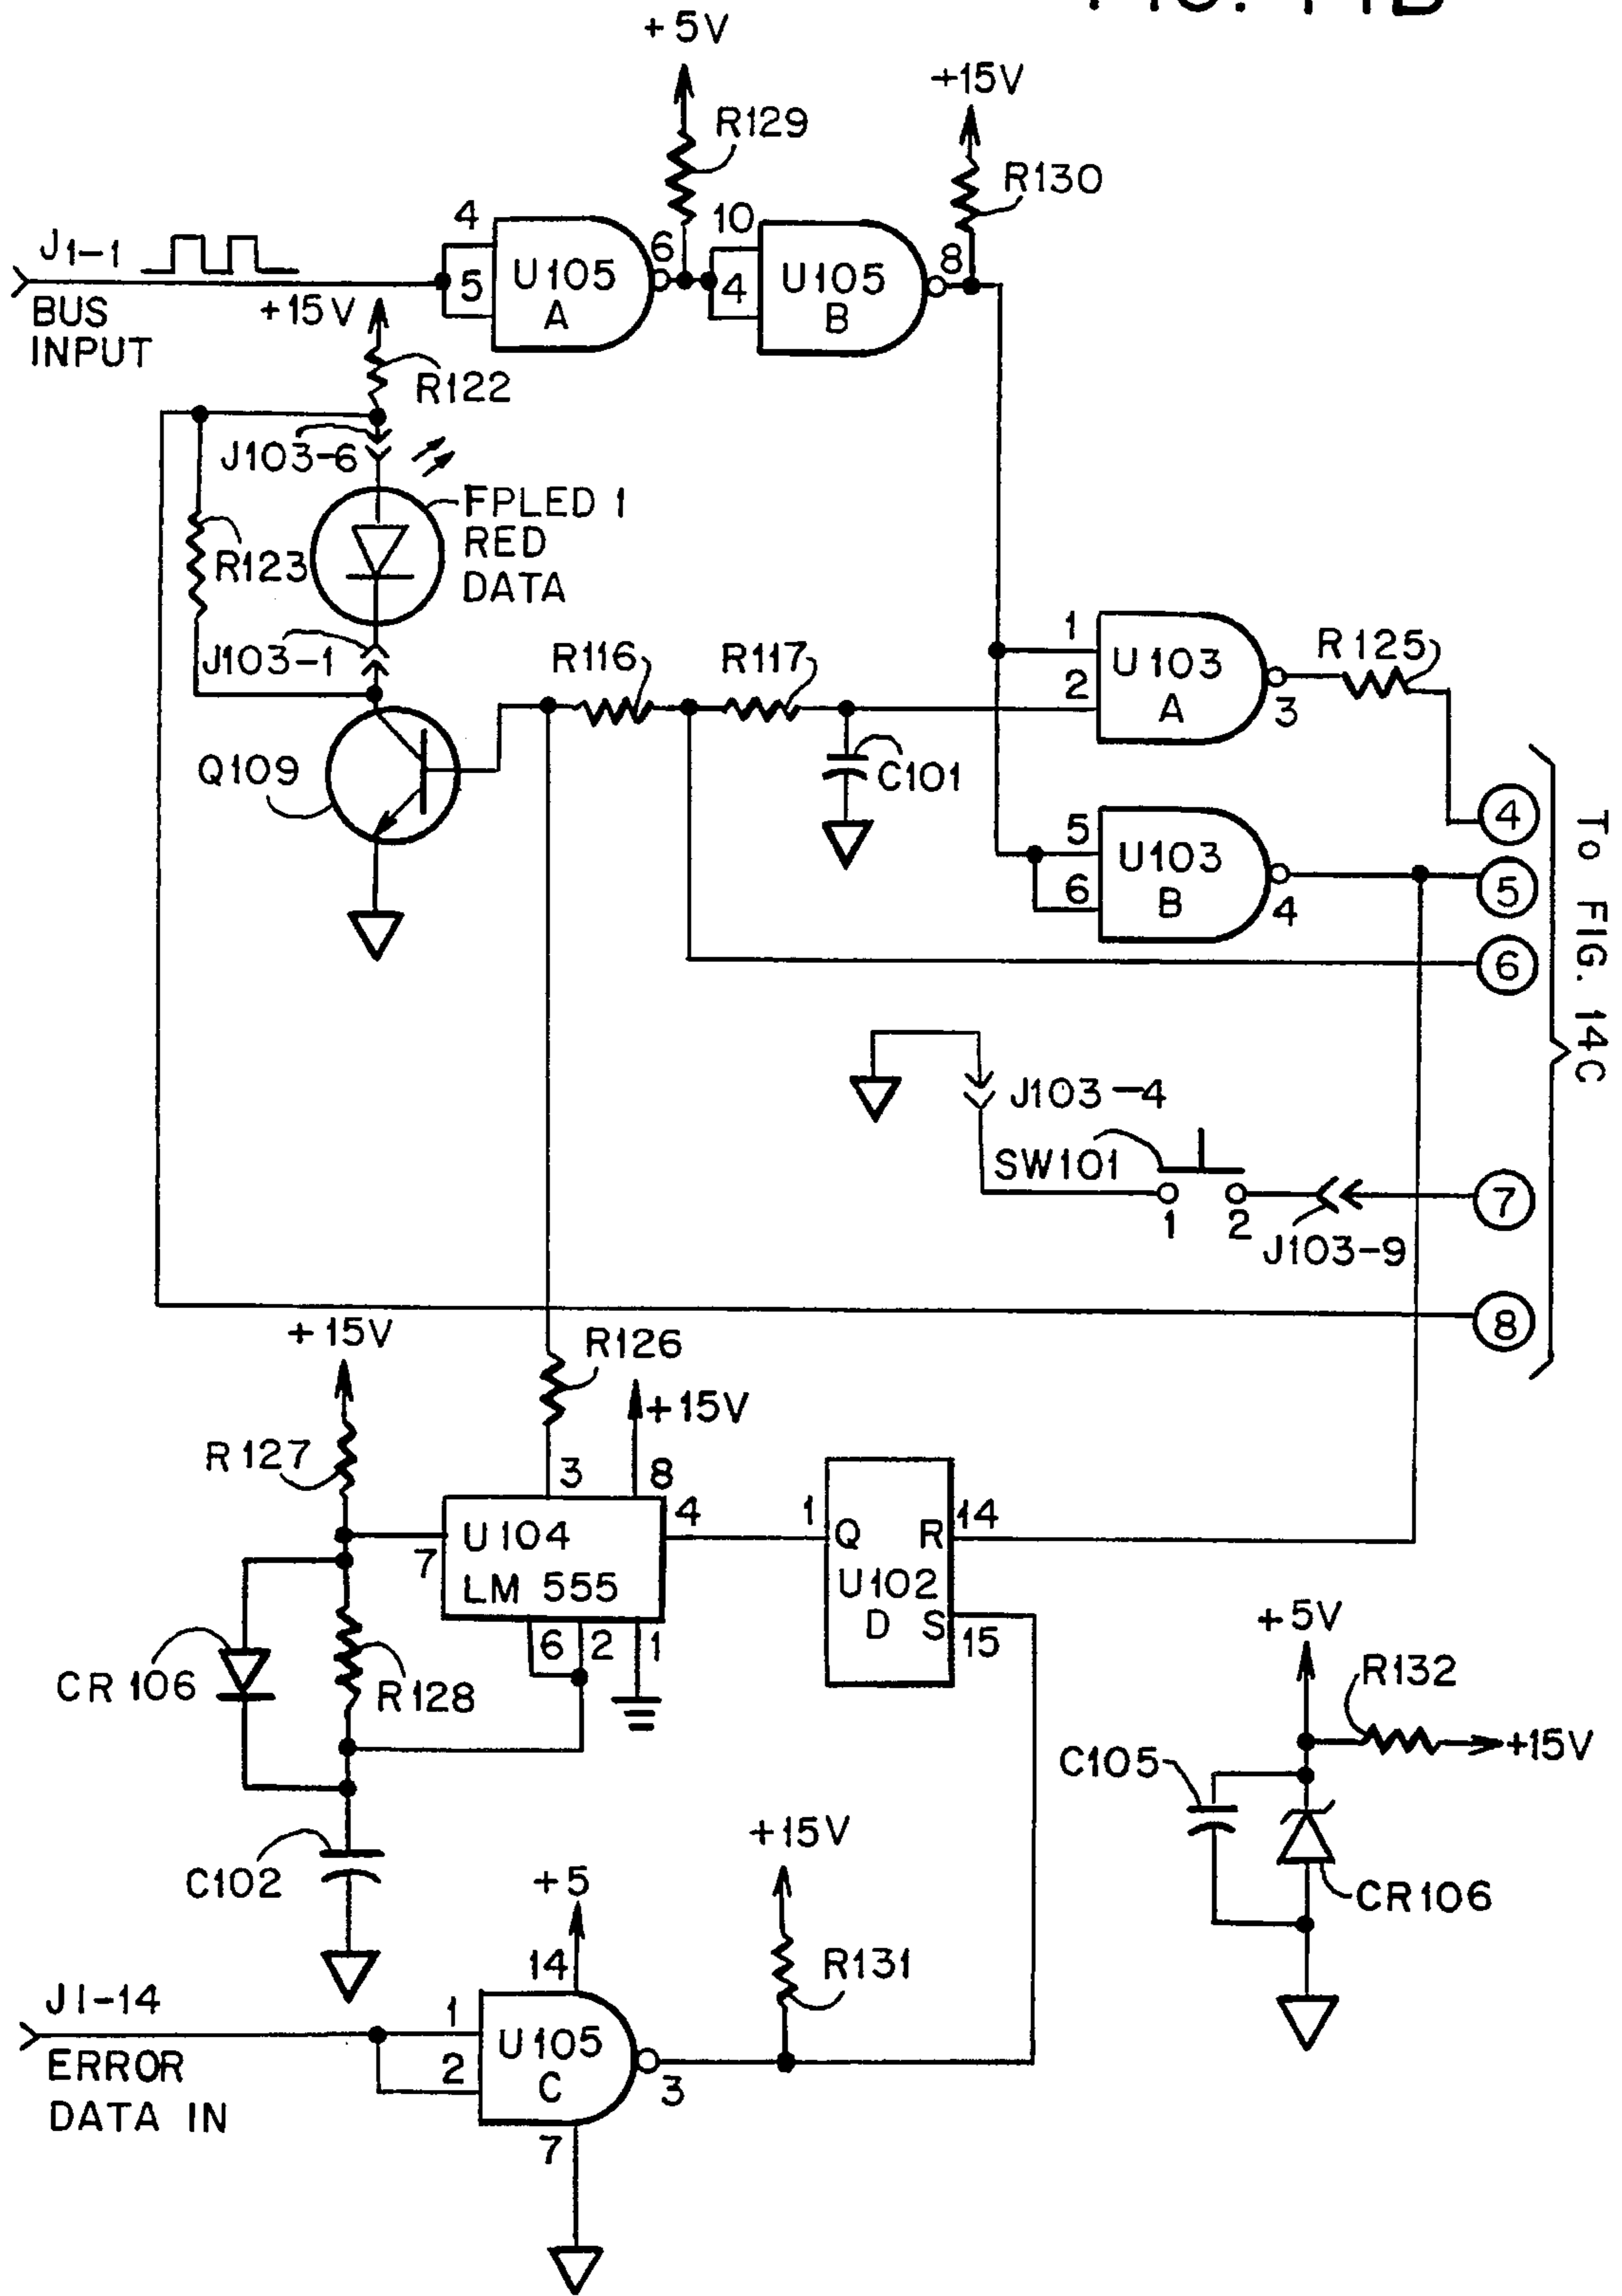 FIG. 14B
+5V
+15V
R129
R130
J1-1
BUS
INPUT
4
5
U105
A
6
10
4
U105
B
8
+15V
R122
J103-6
FPLED 1
RED
DATA
R123
J103-1
Q109
R116
R117
C101
1
2
U103
A
3
R125
5
6
U103
B
4
4
5
6
7
8
To FIG. 14C
J103-4
SW101
1
2
J103-9
+15V
R127
R126
+15V
3
8
7
U104
LM 555
4
6
2
1
1
Q
R
14
U102
D
S
15
CR106
R128
C102
+5V
R132
+15V
C105
CR106
+15V
R131
+5
14
J1-14
ERROR
DATA IN
1
2
U105
C
3
7